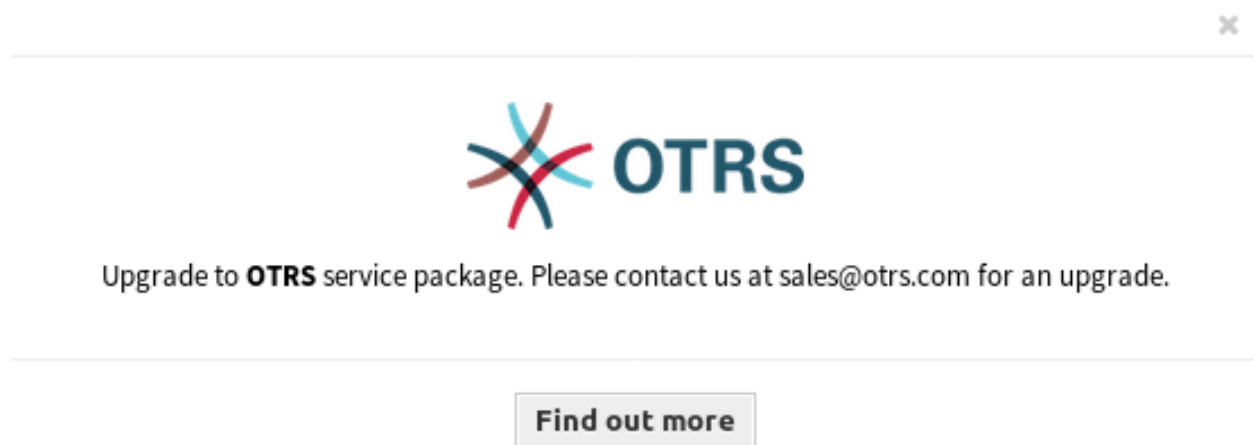 OTRS
Upgrade to OTRS service package. Please contact us at sales@otrs.com for an upgrade.
Find out more